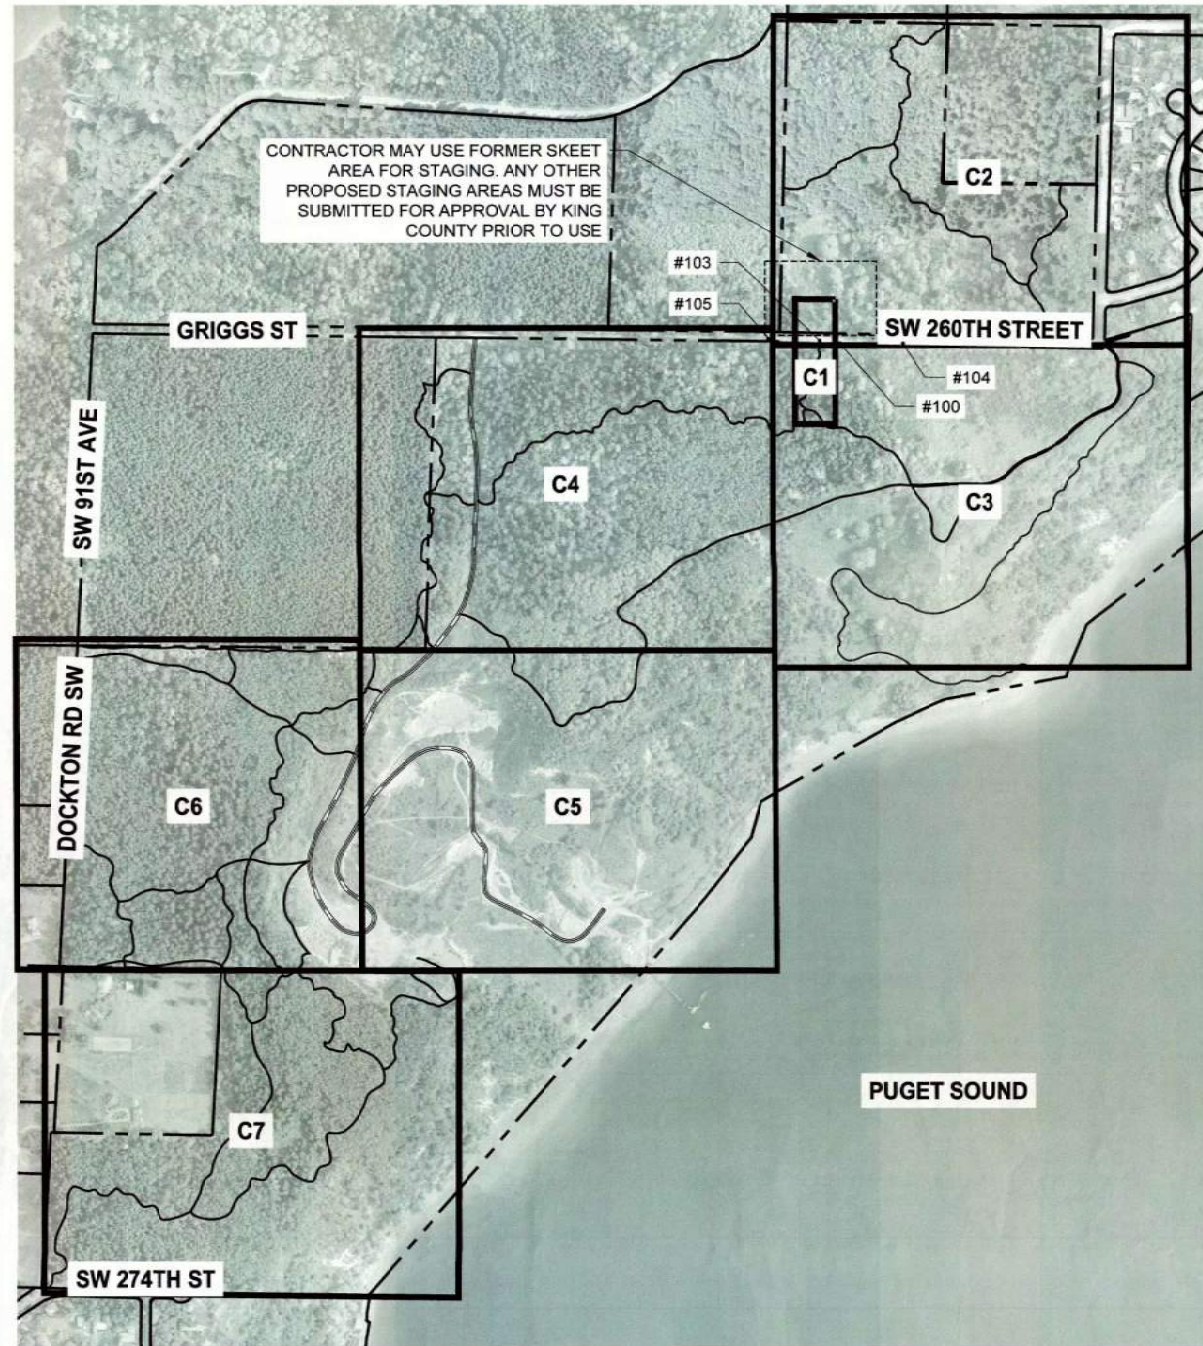 CONTRACTOR MAY USE FORMER SKEET
AREA FOR STAGING. ANY OTHER
PROPOSED STAGING AREAS MUST BE
SUBMITTED FOR APPROVAL BY KING
COUNTY PRIOR TO USE
C2
#103
#105
GRIGGS ST
SW 260TH STREET
C1
#104
#100
SW 91ST AVE
C4
C3
DOCKTON RD SW
C6
C5
PUGET SOUND
C7
SW 274TH ST